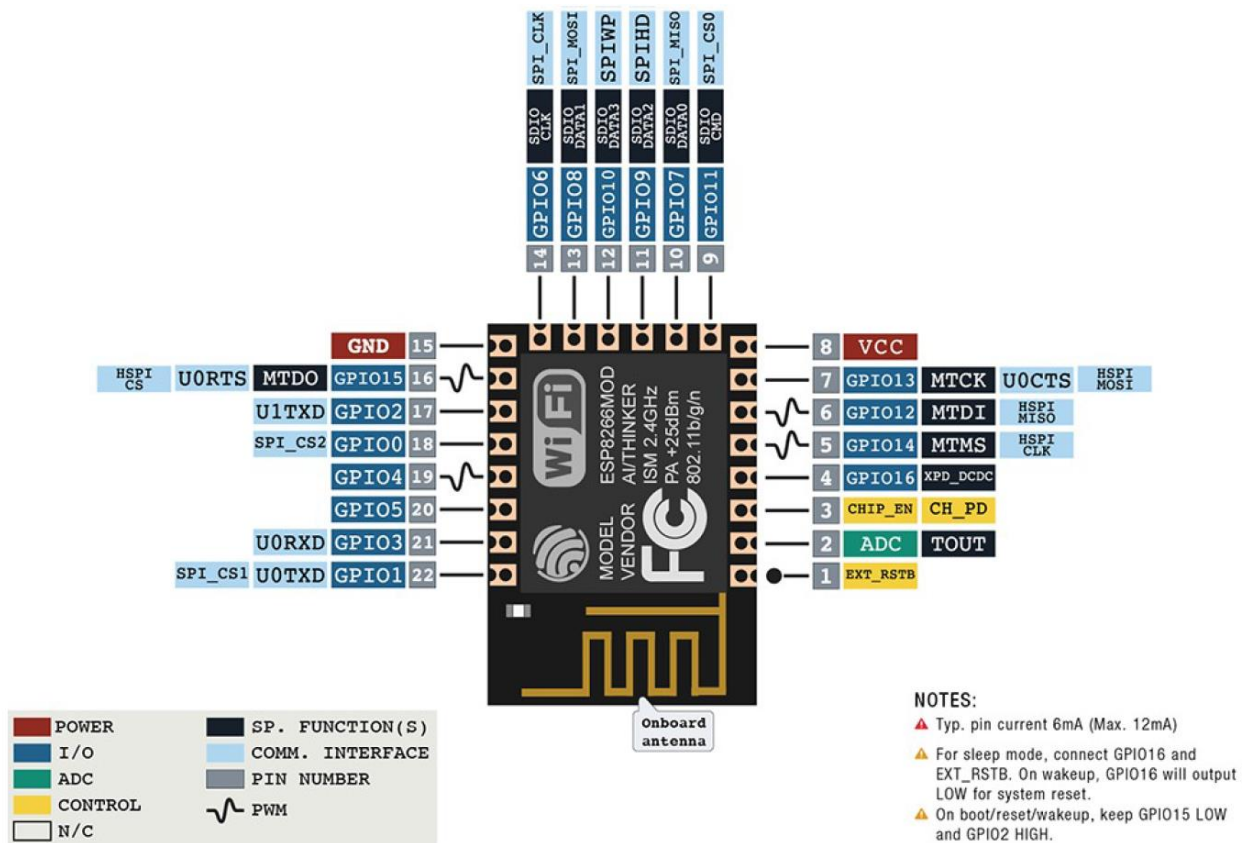 SPI_CLK
SPI_MOSI
SPIWP
SPIHD
SPI_MISO
SPI_CS0
SDIO CLK
SDIO DATA1
SDIO DATA3
SDIO DATA2
SDIO DATA0
SDIO CMD
GPIO6
GPIO8
GPIO10
GPIO9
GPIO7
GPIO11
14
13
12
11
10
9
GND 15
HSPI CS U0RTS MTDO GPIO15 16
U1TXD GPIO2 17
SPI_CS2 GPIO0 18
GPIO4 19
GPIO5 20
U0RXD GPIO3 21
SPI_CS1 U0TXD GPIO1 22
8 VCC
7 GPIO13 MTCK U0CTS HSPI MOSI
6 GPIO12 MTDI HSPI MISO
5 GPIO14 MTMS HSPI CLK
4 GPIO16 XPD_DCDC
3 CHIP_EN CH_PD
2 ADC TOUT
1 EXT_RSTB
WiFi
MODEL ESP8266MOD
VENDOR AI/THINKER
ISM 2.4GHz
PA +25dBm
802.11b/g/n
FC
Onboard
antenna
POWER
I/O
ADC
CONTROL
N/C
SP. FUNCTION(S)
COMM. INTERFACE
PIN NUMBER
PWM
NOTES:
Typ. pin current 6mA (Max. 12mA)
For sleep mode, connect GPIO16 and
EXT_RSTB. On wakeup, GPIO16 will output
LOW for system reset.
On boot/reset/wakeup, keep GPIO15 LOW
and GPIO2 HIGH.